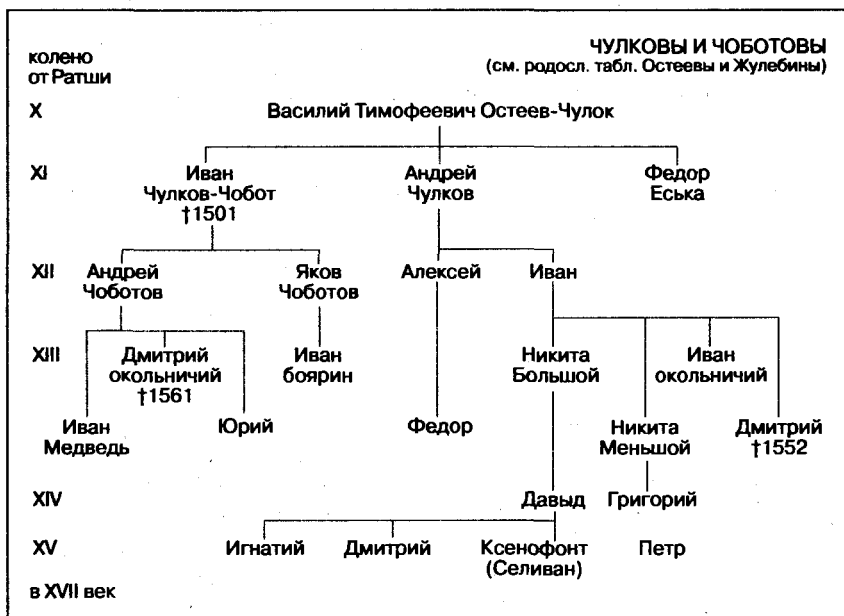 колено
от Ратши
ЧУЛКОВЫ И ЧОБОТОВЫ
(см. родосл. табл. Остеевы и Жулебины)
X Василий Тимофеевич Остеев-Чулок
XI Иван Андрей Федор
Чулков-Чобот Чулков Еська
†1501
XII Андрей Яков Алексей Иван
Чоботов Чоботов
XIII Дмитрий Иван Никита Иван
окольничий боярин Большой окольничий
†1561
Иван Юрий Федор Никита Дмитрий
Медведь Меньшой †1552
XIV Давыд Григорий
XV Игнатий Дмитрий Ксенофонт Петр
(Селиван)
в XVII век